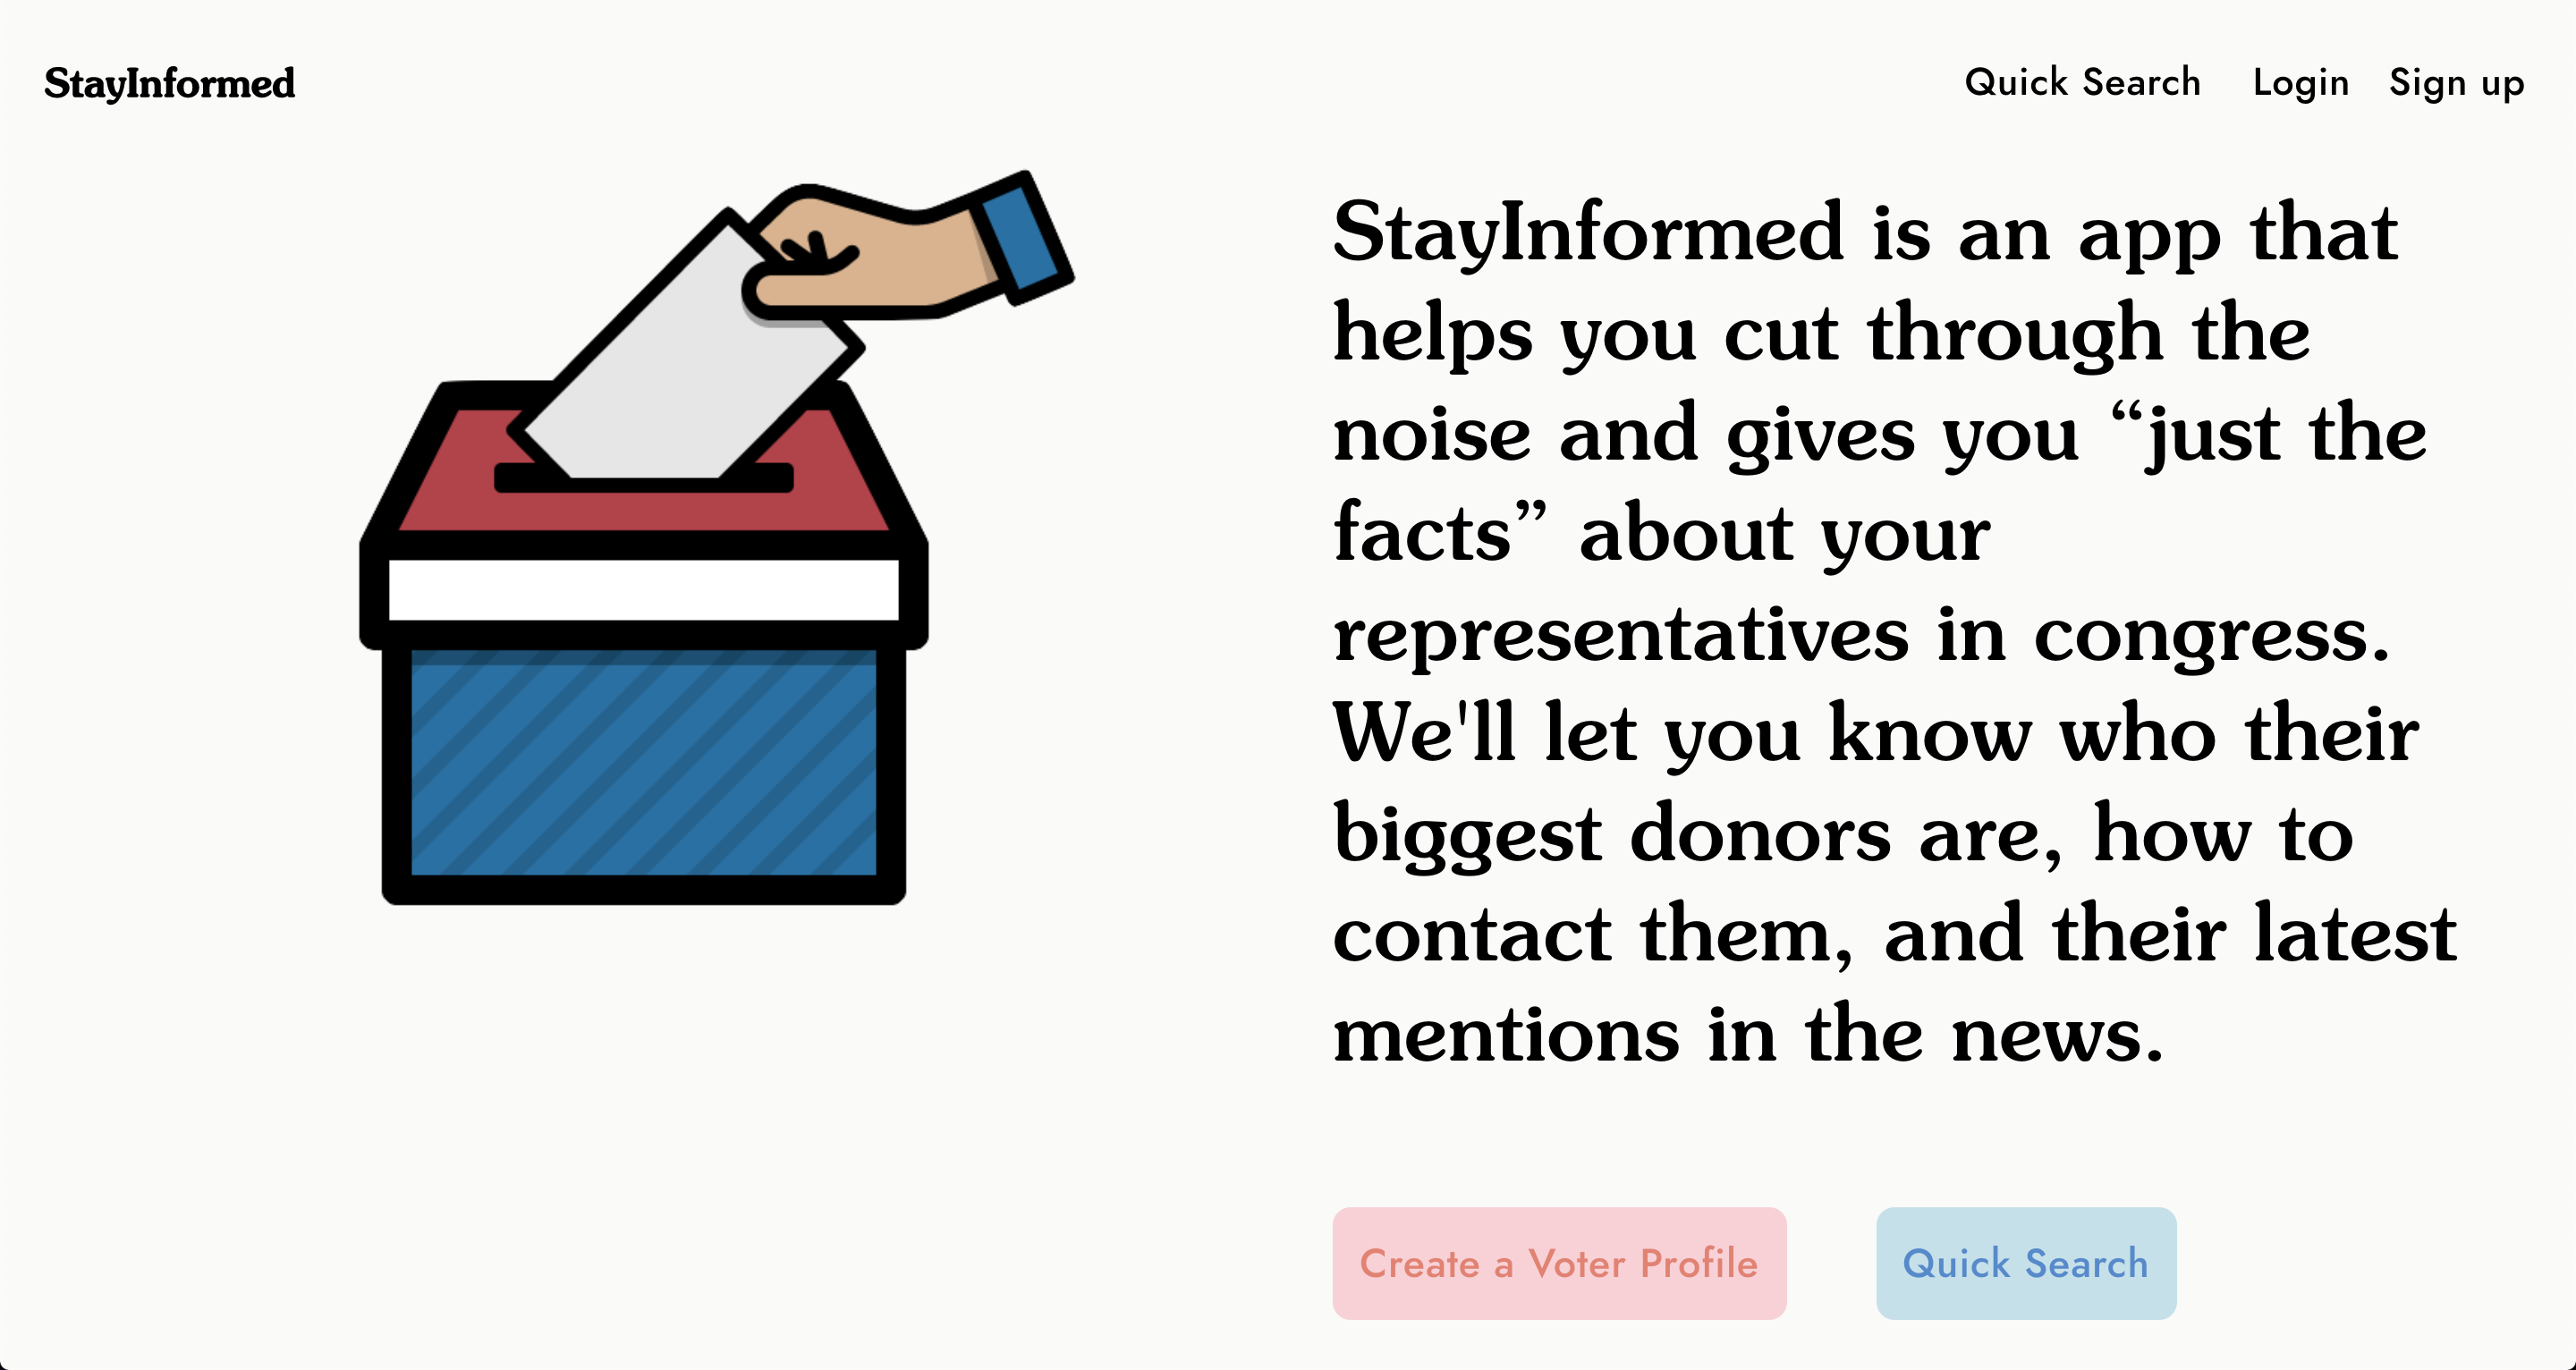 StayInformed
Quick Search
Login
Sign up
StayInformed is an app that
helps you cut through the
noise and gives you “just the
facts” about your
representatives in congress.
We'll let you know who their
biggest donors are, how to
contact them, and their latest
mentions in the news.
Create a Voter Profile
Quick Search